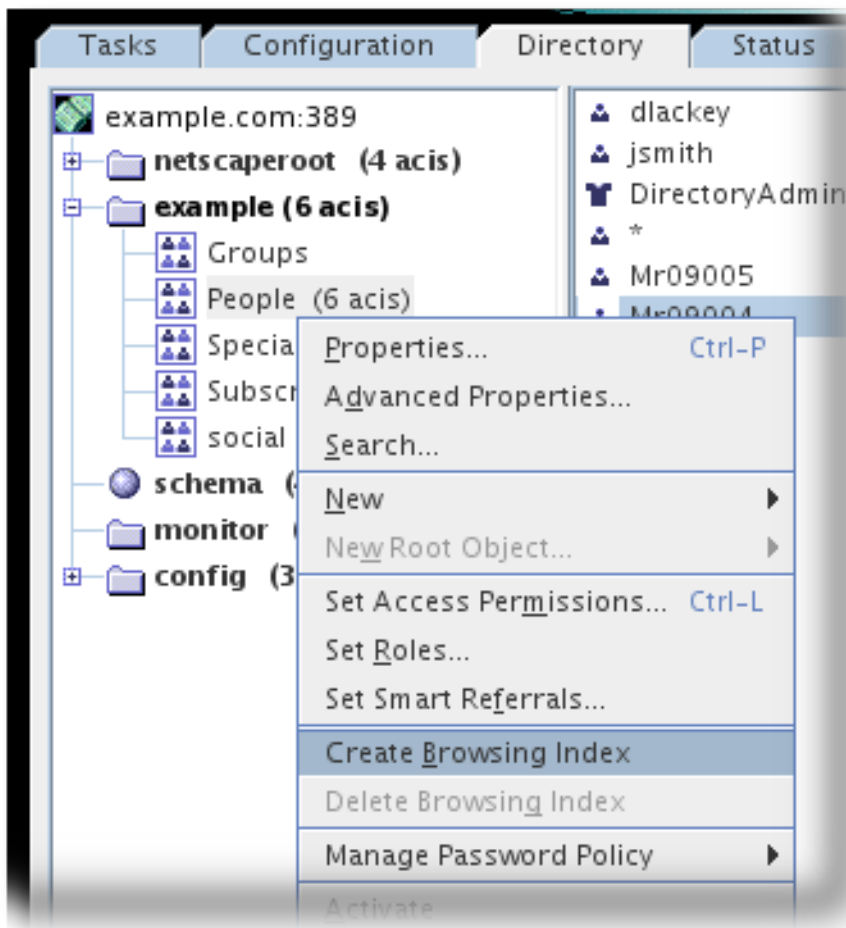 Tasks Configuration Directory Status
example.com:389
netscaperoot (4 acis)
example (6 acis)
Groups
People (6 acis)
Specia
Subscr
social
schema (
monitor (
config (3
dlackey
jsmith
DirectoryAdmin
*
Mr09005
Mr09004
Properties... Ctrl-P
Advanced Properties...
Search...
New
New Root Object...
Set Access Permissions... Ctrl-L
Set Roles...
Set Smart Referrals...
Create Browsing Index
Delete Browsing Index
Manage Password Policy
Activate